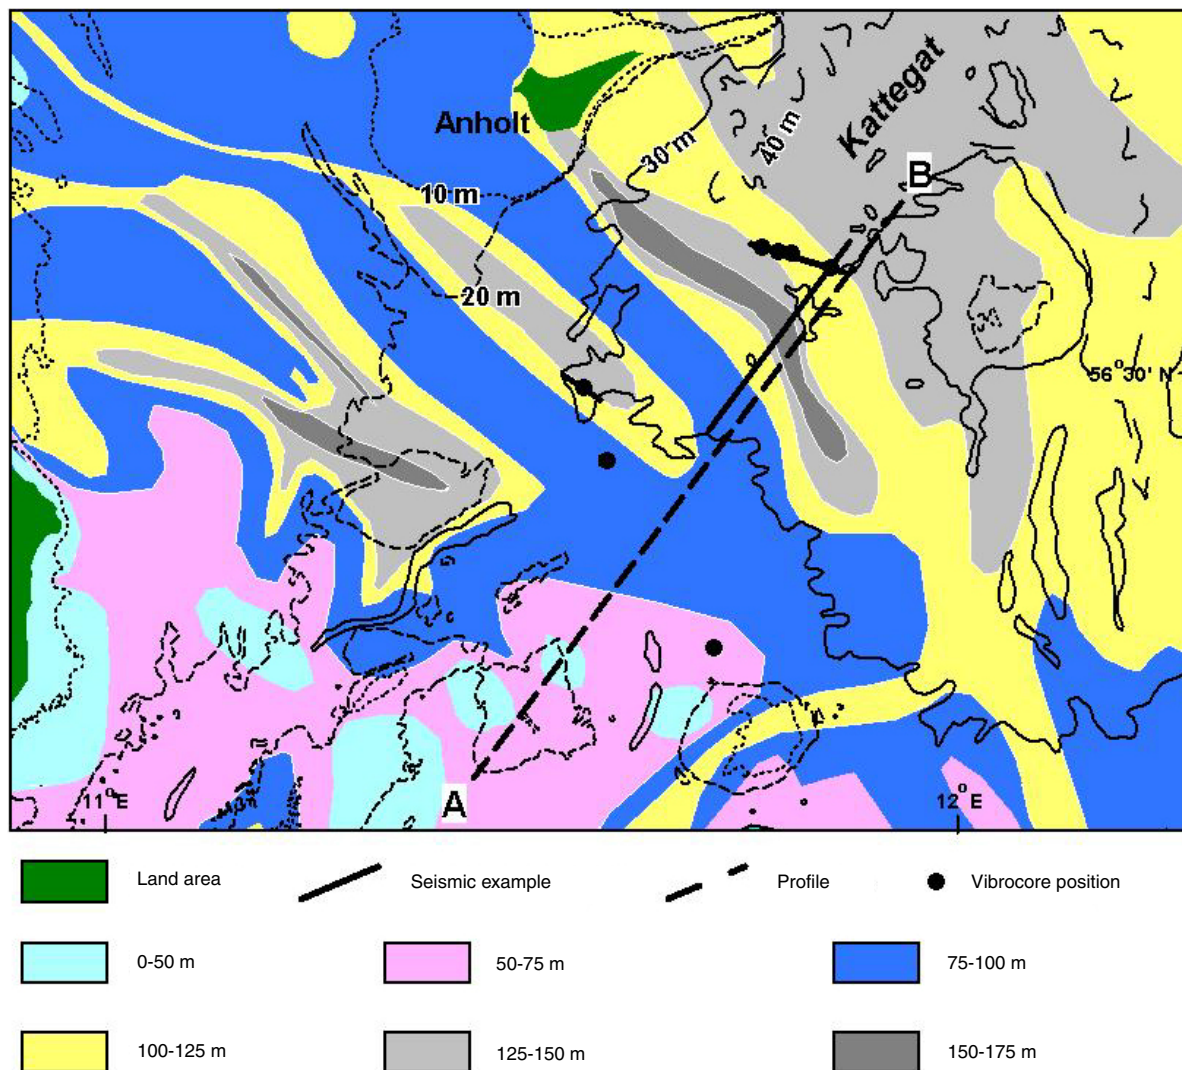 Anholt
Kattegat
40 m
30 m
B
10 m
20 m
56°30' N
A
11°E
12°E
Land area
Seismic example
Profile
Vibrocore position
0-50 m
50-75 m
75-100 m
100-125 m
125-150 m
150-175 m